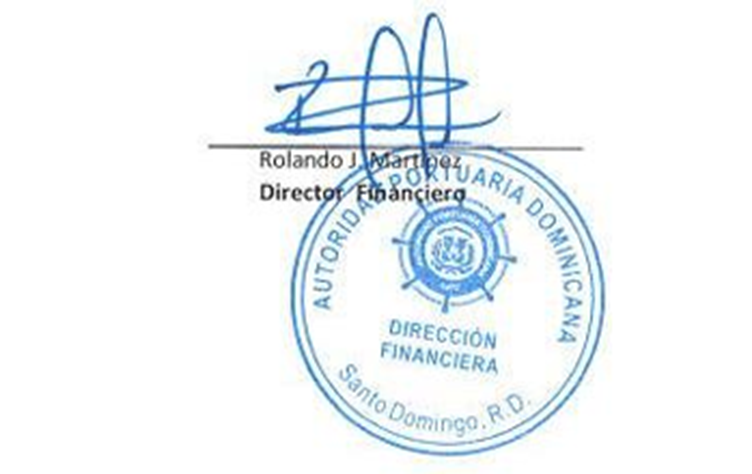 Rolando J. Martínez
Director Financiero
AUTORIDAD PORTUARIA DOMINICANA
DIRECCIÓN
FINANCIERA
Santo Domingo, R.D.